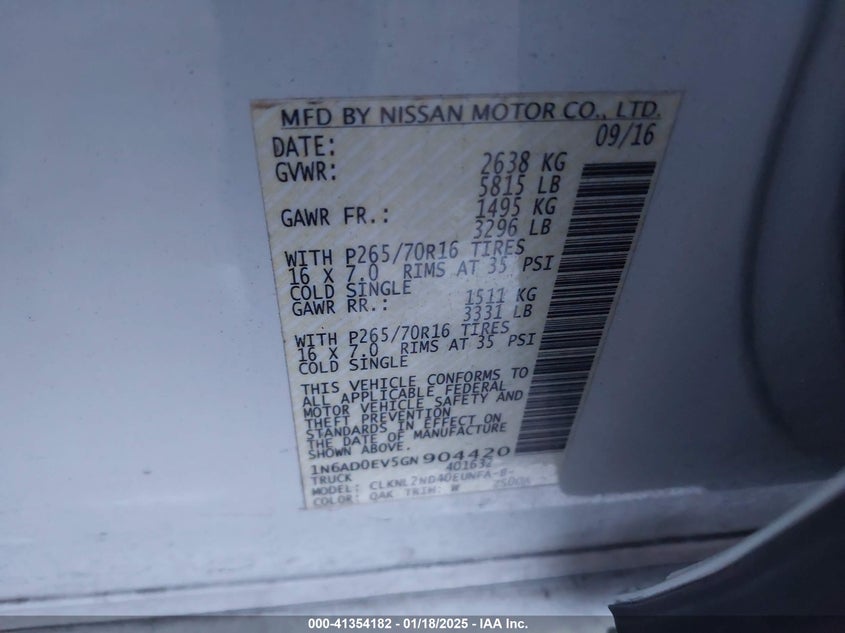 MFD BY NISSAN MOTOR CO., LTD.
DATE: 09/16
GVWR: 2638 KG
5815 LB
GAWR FR.: 1495 KG
3296 LB
WITH P265/70R16 TIRES
16 X 7.0 RIMS AT 35 PSI
COLD SINGLE
GAWR RR.: 1511 KG
3331 LB
WITH P265/70R16 TIRES
16 X 7.0 RIMS AT 35 PSI
COLD SINGLE
THIS VEHICLE CONFORMS TO
ALL APPLICABLE FEDERAL
MOTOR VEHICLE SAFETY AND
THEFT PREVENTION
STANDARDS IN EFFECT ON
THE DATE OF MANUFACTURE
SHOWN ABOVE.
1N6AD0EV5GN904420
TRUCK
MODEL:
COLOR: QAK TRIM: W
000-41354182 - 01/18/2025 - IAA Inc.